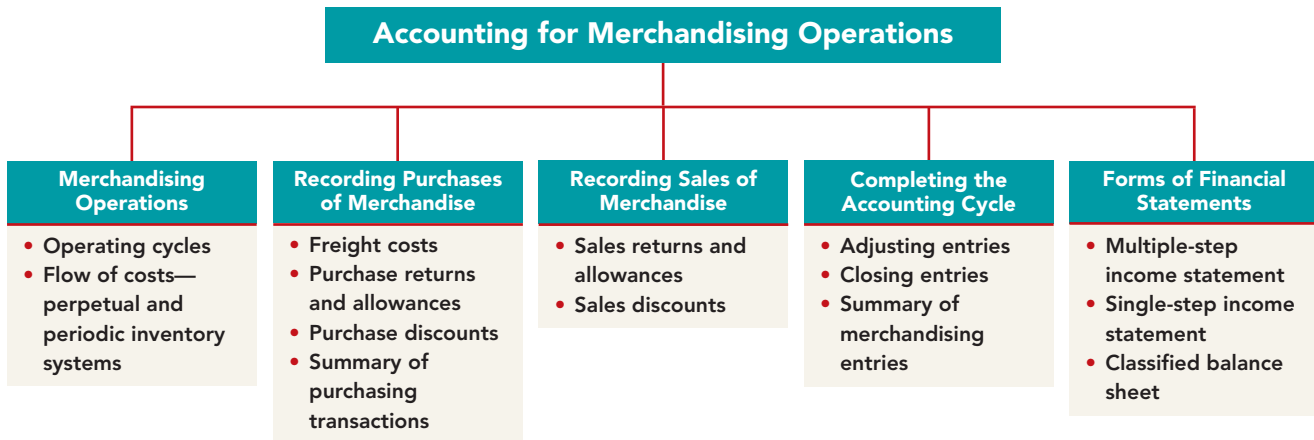 Accounting for Merchandising Operations
Merchandising
Operations
• Operating cycles
• Flow of costs—
perpetual and
periodic inventory
systems
Recording Purchases
of Merchandise
• Freight costs
• Purchase returns
and allowances
• Purchase discounts
• Summary of
purchasing
transactions
Recording Sales of
Merchandise
• Sales returns and
allowances
• Sales discounts
Completing the
Accounting Cycle
• Adjusting entries
• Closing entries
• Summary of
merchandising
entries
Forms of Financial
Statements
• Multiple-step
income statement
• Single-step income
statement
• Classified balance
sheet